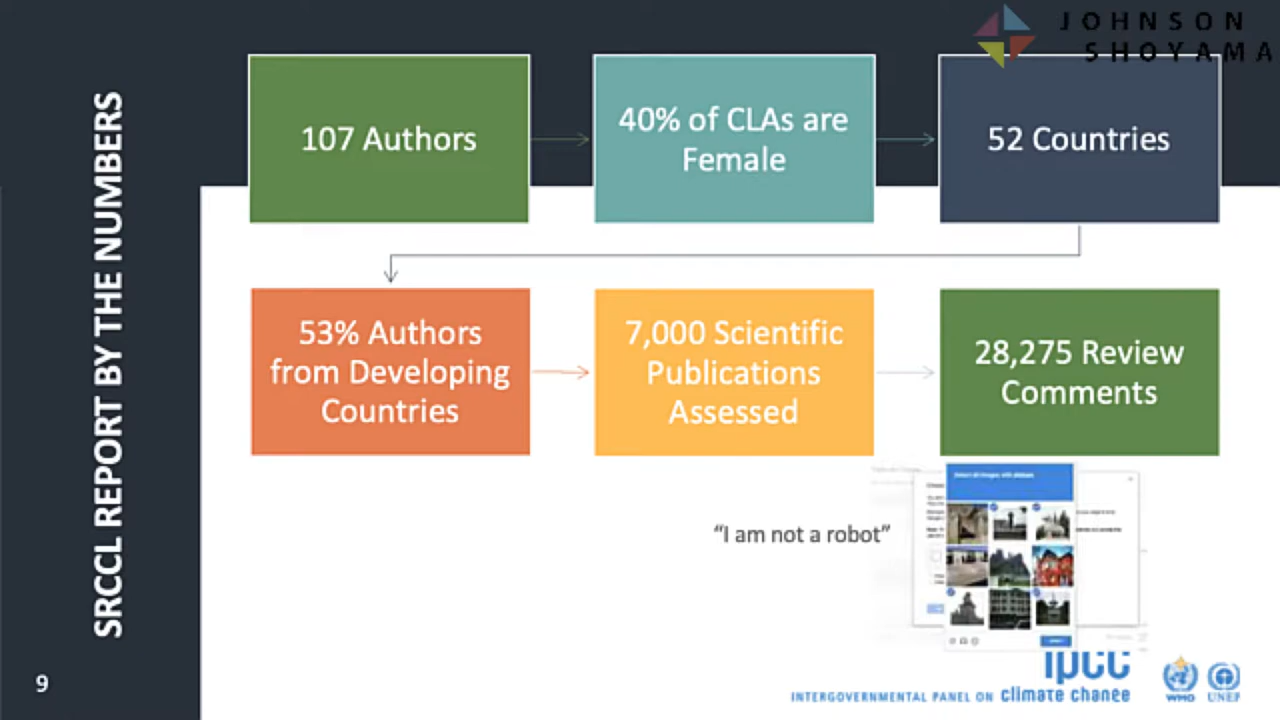 JOHNSON
SHOYAMA
SRCCL REPORT BY THE NUMBERS
107 Authors
40% of CLAs are
Female
52 Countries
53% Authors
from Developing
Countries
7,000 Scientific
Publications
Assessed
28,275 Review
Comments
“I am not a robot”
9
ipcc
INTERGOVERNMENTAL PANEL ON climate change
WMO
UNEP